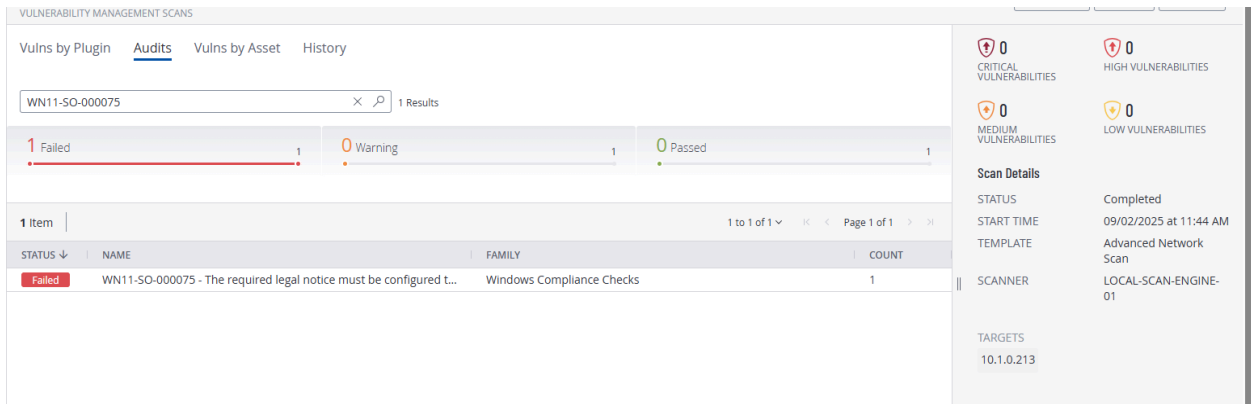 VULNERABILITY MANAGEMENT SCANS
Vulns by Plugin Audits Vulns by Asset History
WN11-SO-000075 1 Results
1 Failed 1 0 Warning 1 0 Passed 1
1 Item 1 to 1 of 1 Page 1 of 1
STATUS NAME FAMILY COUNT
Failed WN11-SO-000075 - The required legal notice must be configured t... Windows Compliance Checks 1
0 0
CRITICAL VULNERABILITIES HIGH VULNERABILITIES
0 0
MEDIUM VULNERABILITIES LOW VULNERABILITIES
Scan Details
STATUS Completed
START TIME 09/02/2025 at 11:44 AM
TEMPLATE Advanced Network
Scan
SCANNER LOCAL-SCAN-ENGINE-
01
TARGETS
10.1.0.213